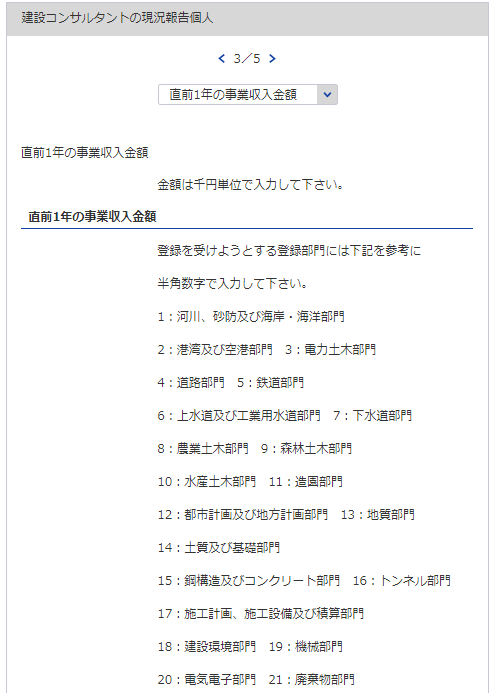 建設コンサルタントの現況報告個人
3／5
直前1年の事業収入金額
直前1年の事業収入金額
金額は千円単位で入力して下さい。
直前1年の事業収入金額
登録を受けようとする登録部門には下記を参考に
半角数字で入力して下さい。
1：河川、砂防及び海岸・海洋部門
2：港湾及び空港部門　3：電力土木部門
4：道路部門　5：鉄道部門
6：上水道及び工業用水道部門　7：下水道部門
8：農業土木部門　9：森林土木部門
10：水産土木部門　11：造園部門
12：都市計画及び地方計画部門　13：地質部門
14：土質及び基礎部門
15：鋼構造及びコンクリート部門　16：トンネル部門
17：施工計画、施工設備及び積算部門
18：建設環境部門　19：機械部門
20：電気電子部門　21：廃棄物部門